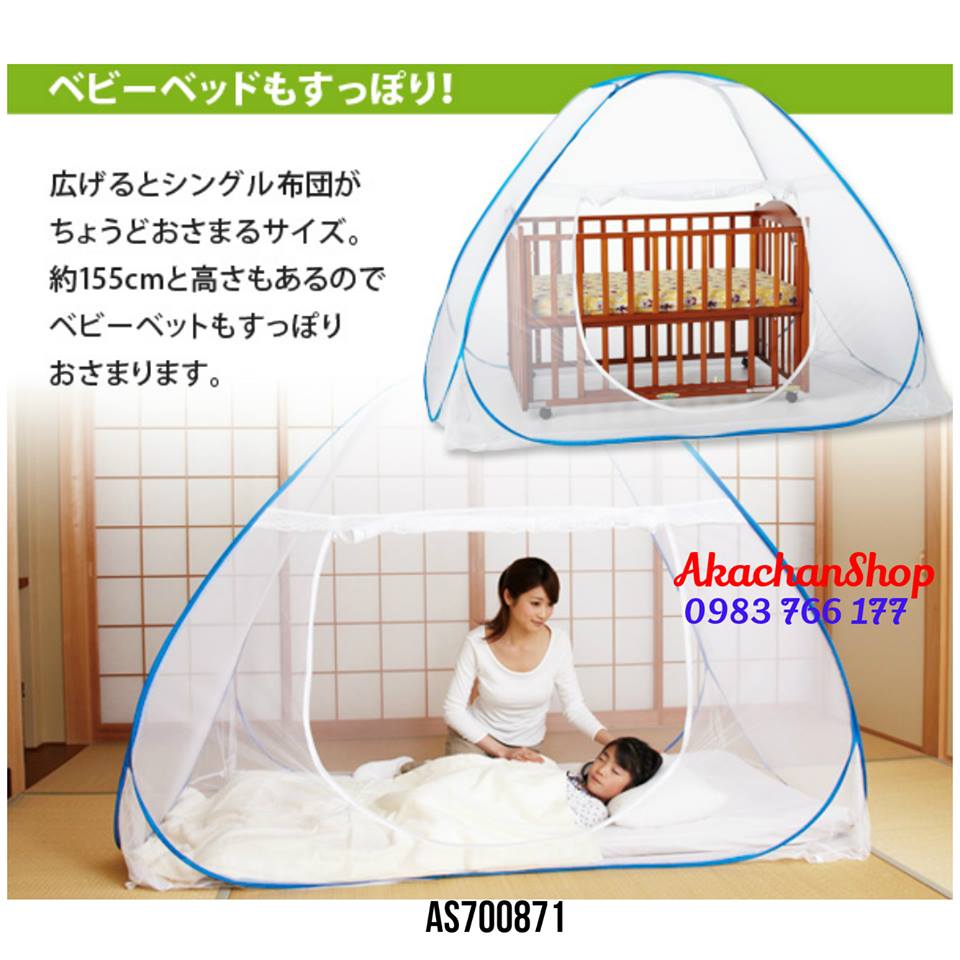 ベビーベッドもすっぽり!
広げるとシングル布団が
ちょうどおさまるサイズ。
約155cmと高さもあるので
ベビーベットもすっぽり
おさまります。
AkachanShop
0983 766 177
AS700871